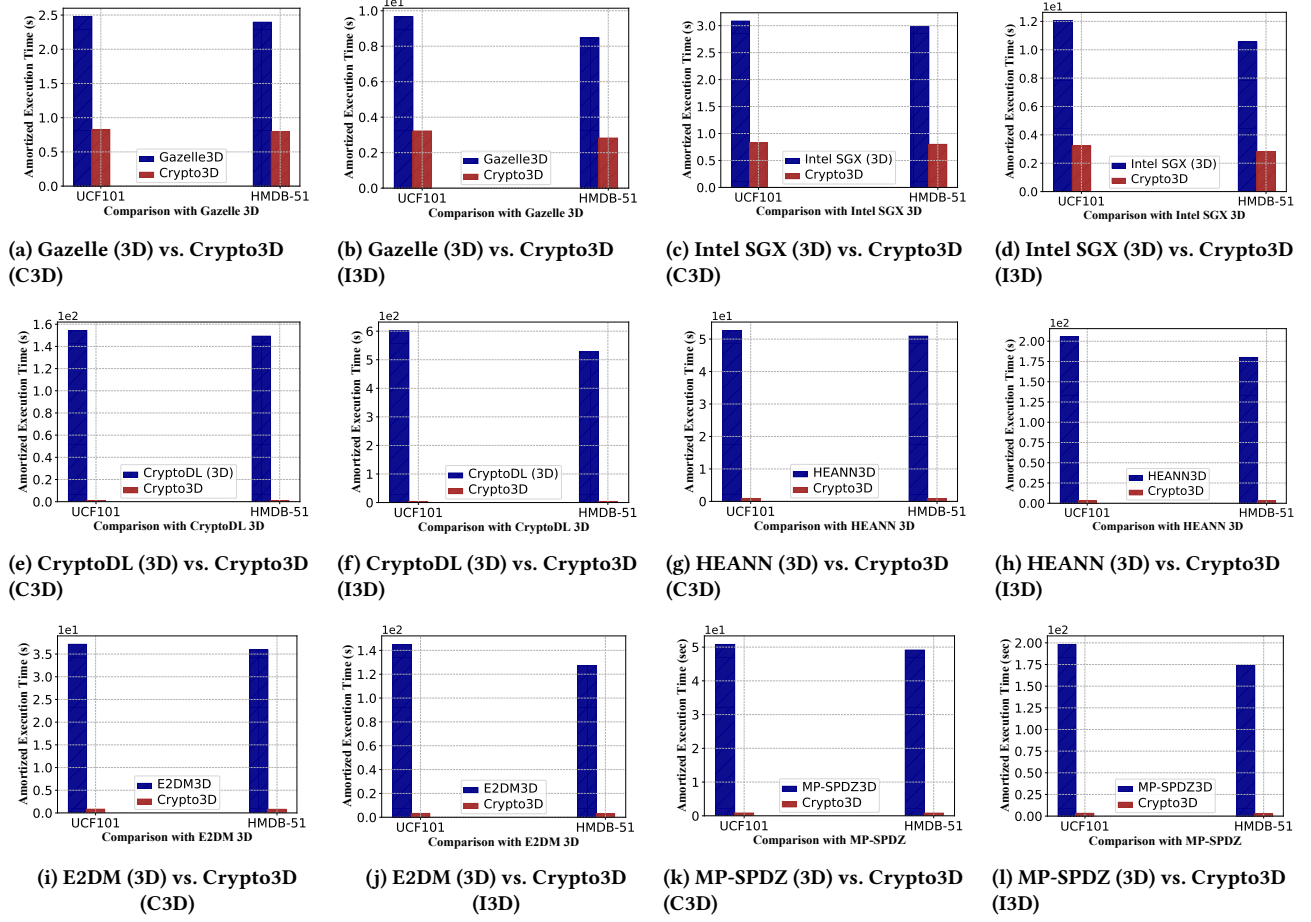 Amortized Execution Time (s)
2.5
2.0
1.5
1.0
0.5
0.0
Gazelle3D
Crypto3D
UCF101
HMDB-51
Comparison with Gazelle 3D
(a) Gazelle (3D) vs. Crypto3D
(C3D)
1e1
Amortized Execution Time (s)
1.0
0.8
0.6
0.4
0.2
0.0
Gazelle3D
Crypto3D
UCF101
HMDB-51
Comparison with Gazelle 3D
(b) Gazelle (3D) vs. Crypto3D
(I3D)
Amortized Execution Time (s)
3.0
2.5
2.0
1.5
1.0
0.5
0.0
Intel SGX (3D)
Crypto3D
UCF101
HMDB-51
Comparison with Intel SGX 3D
(c) Intel SGX (3D) vs. Crypto3D
(C3D)
1e1
Amortized Execution Time (s)
1.2
1.0
0.8
0.6
0.4
0.2
0.0
Intel SGX (3D)
Crypto3D
UCF101
HMDB-51
Comparison with Intel SGX 3D
(d) Intel SGX (3D) vs. Crypto3D
(I3D)
1e2
Amortized Execution Time (s)
1.6
1.4
1.2
1.0
0.8
0.6
0.4
0.2
0.0
CryptoDL (3D)
Crypto3D
UCF101
HMDB-51
Comparison with CryptoDL 3D
(e) CryptoDL (3D) vs. Crypto3D
(C3D)
1e2
Amortized Execution Time (s)
6
5
4
3
2
1
0
CryptoDL (3D)
Crypto3D
UCF101
HMDB-51
Comparison with CryptoDL 3D
(f) CryptoDL (3D) vs. Crypto3D
(I3D)
1e1
Amortized Execution Time (s)
5
4
3
2
1
0
HEANN3D
Crypto3D
UCF101
HMDB-51
Comparison with HEANN 3D
(g) HEANN (3D) vs. Crypto3D
(C3D)
1e2
Amortized Execution Time (s)
2.00
1.75
1.50
1.25
1.00
0.75
0.50
0.25
0.00
HEANN3D
Crypto3D
UCF101
HMDB-51
Comparison with HEANN 3D
(h) HEANN (3D) vs. Crypto3D
(I3D)
1e1
Amortized Execution Time (s)
3.5
3.0
2.5
2.0
1.5
1.0
0.5
0.0
E2DM3D
Crypto3D
UCF101
HMDB-51
Comparison with E2DM 3D
(i) E2DM (3D) vs. Crypto3D
(C3D)
1e2
Amortized Execution Time (s)
1.4
1.2
1.0
0.8
0.6
0.4
0.2
0.0
E2DM3D
Crypto3D
UCF101
HMDB-51
Comparison with E2DM 3D
(j) E2DM (3D) vs. Crypto3D
(I3D)
1e1
Amortized Execution Time (sec)
5
4
3
2
1
0
MP-SPDZ3D
Crypto3D
UCF101
HMDB-51
Comparison with MP-SPDZ
(k) MP-SPDZ (3D) vs. Crypto3D
(C3D)
1e2
Amortized Execution Time (sec)
2.00
1.75
1.50
1.25
1.00
0.75
0.50
0.25
0.00
MP-SPDZ3D
Crypto3D
UCF101
HMDB-51
Comparison with MP-SPDZ
(l) MP-SPDZ (3D) vs. Crypto3D
(I3D)